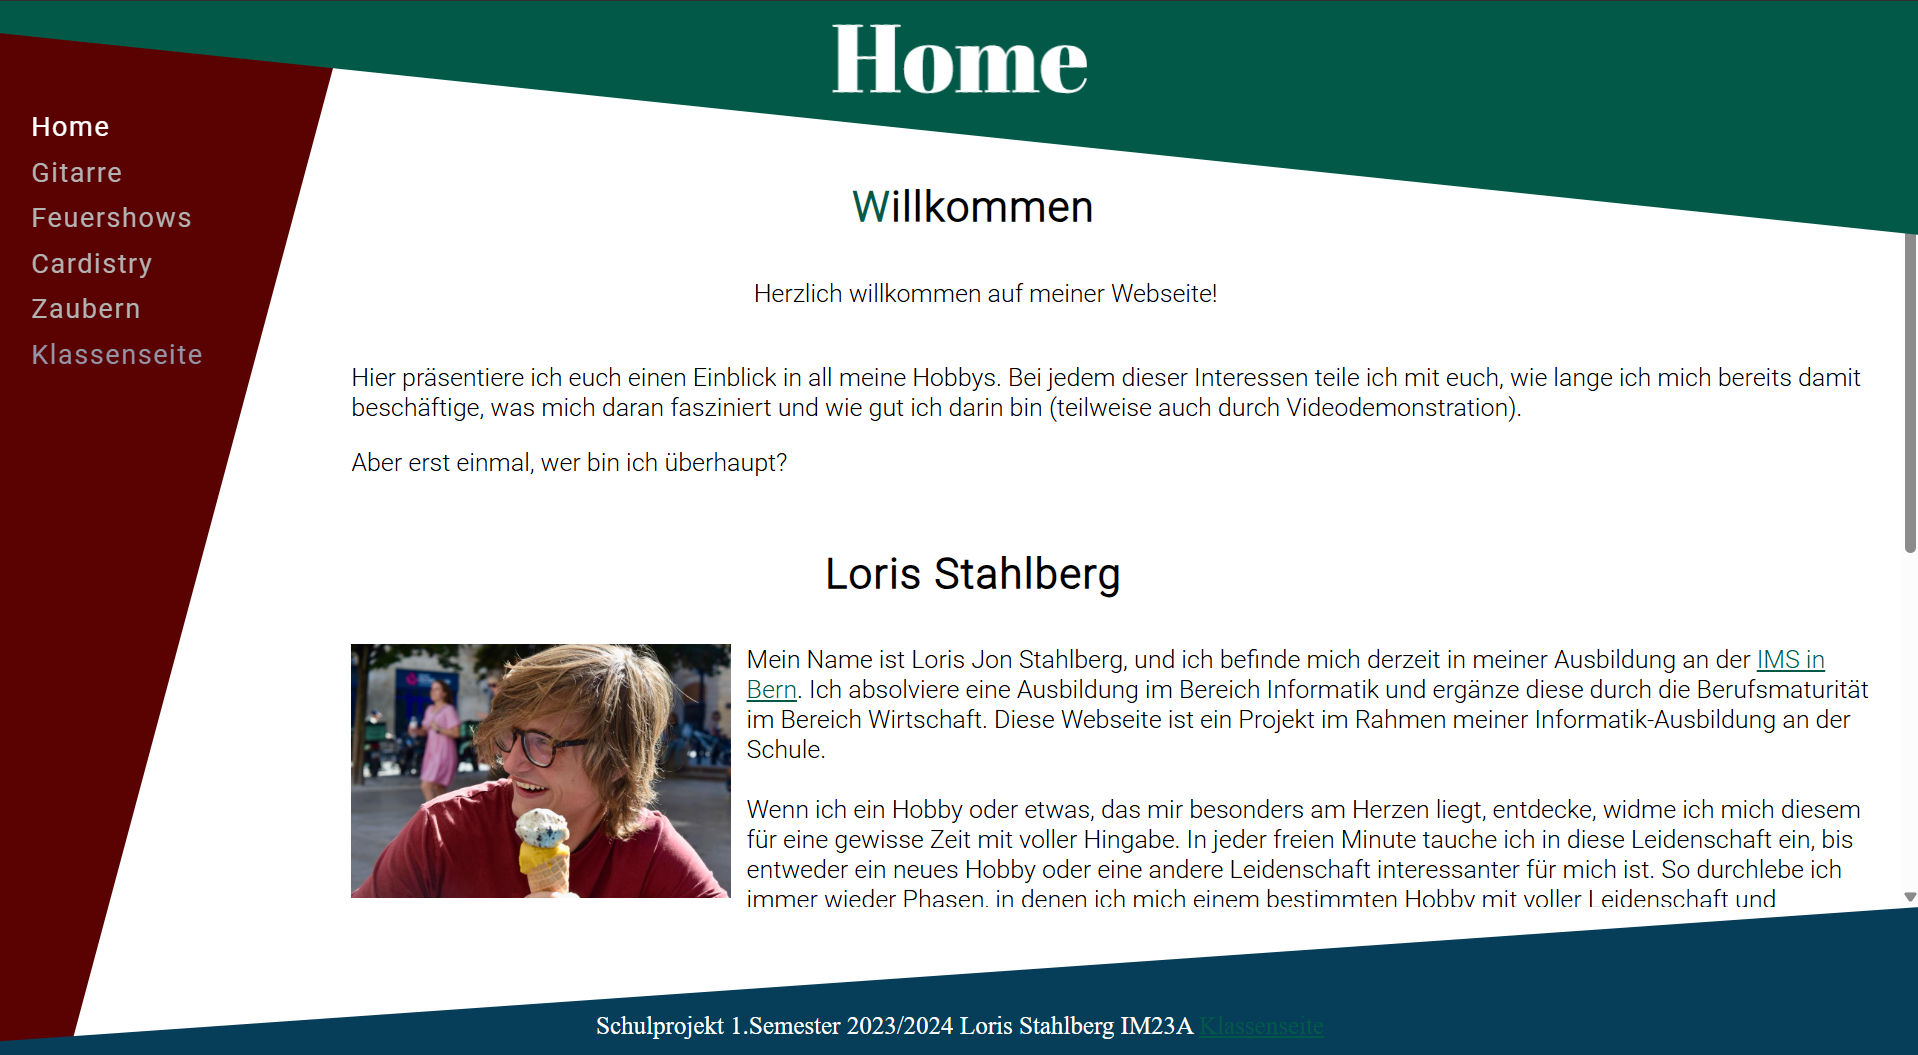 Home
Home
Gitarre
Feuershows
Cardistry
Zaubern
Klassenseite
Willkommen
Herzlich willkommen auf meiner Webseite!
Hier präsentiere ich euch einen Einblick in all meine Hobbys. Bei jedem dieser Interessen teile ich mit euch, wie lange ich mich bereits damit
beschäftige, was mich daran fasziniert und wie gut ich darin bin (teilweise auch durch Videodemonstration).
Aber erst einmal, wer bin ich überhaupt?
Loris Stahlberg
Mein Name ist Loris Jon Stahlberg, und ich befinde mich derzeit in meiner Ausbildung an der IMS in
Bern. Ich absolviere eine Ausbildung im Bereich Informatik und ergänze diese durch die Berufsmaturität
im Bereich Wirtschaft. Diese Webseite ist ein Projekt im Rahmen meiner Informatik-Ausbildung an der
Schule.
Wenn ich ein Hobby oder etwas, das mir besonders am Herzen liegt, entdecke, widme ich mich diesem
für eine gewisse Zeit mit voller Hingabe. In jeder freien Minute tauche ich in diese Leidenschaft ein, bis
entweder ein neues Hobby oder eine andere Leidenschaft interessanter für mich ist. So durchlebe ich
immer wieder Phasen, in denen ich mich einem bestimmten Hobby mit voller Leidenschaft und
Schulprojekt 1.Semester 2023/2024 Loris Stahlberg IM23A Klassenseite